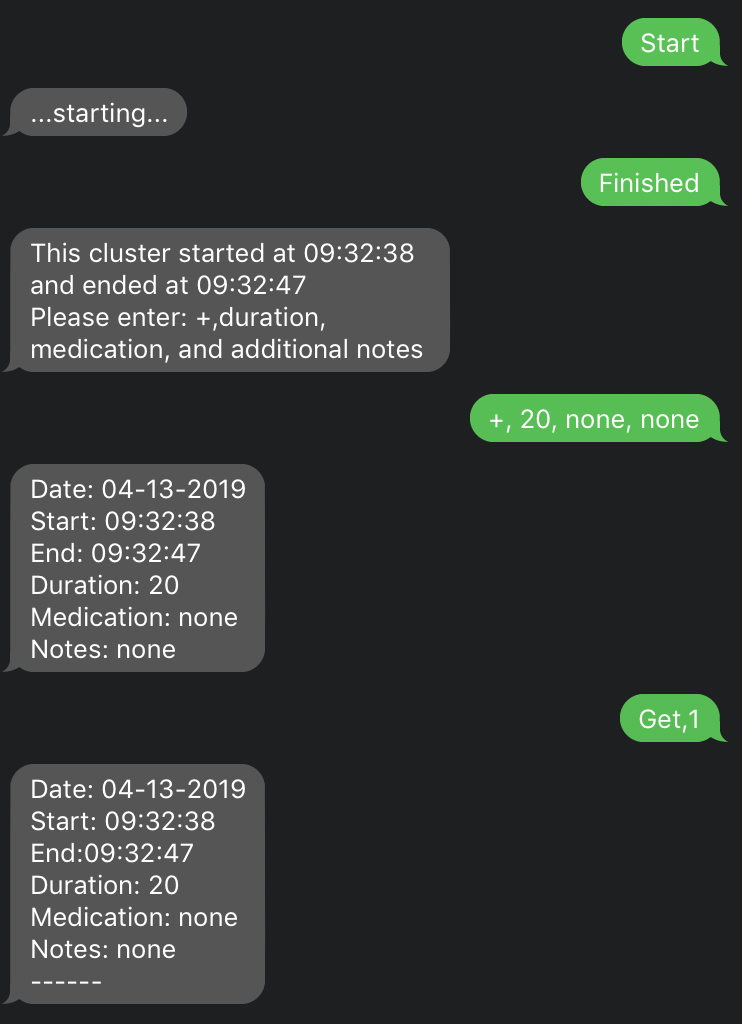 Start
...starting...
Finished
This cluster started at 09:32:38
and ended at 09:32:47
Please enter: +,duration,
medication, and additional notes
+, 20, none, none
Date: 04-13-2019
Start: 09:32:38
End: 09:32:47
Duration: 20
Medication: none
Notes: none
Get,1
Date: 04-13-2019
Start: 09:32:38
End:09:32:47
Duration: 20
Medication: none
Notes: none
------